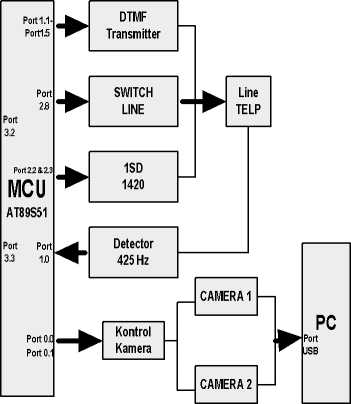 Port 1.1-
Port1.5
DTMF
Transmitter
Port
2.8
SWITCH
LINE
Line
TELP
Port
3.2
Port 2.2 & 2.3
1SD
1420
MCU
AT89S51
Port
3.3
Port
1.0
Detector
425 Hz
Port 0.0
Port 0.1
Kontrol
Kamera
CAMERA 1
CAMERA 2
PC
Port
USB